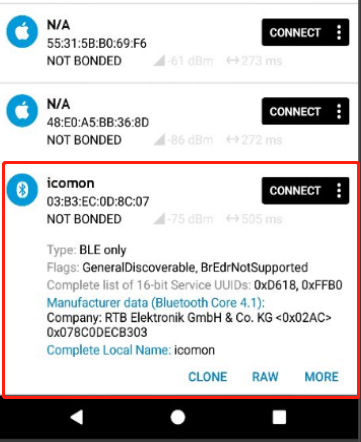 N/A
55:31:5B:B0:69:F6
NOT BONDED -61 dBm 273 ms
CONNECT
N/A
48:E0:A5:BB:36:8D
NOT BONDED -86 dBm 272 ms
CONNECT
icomon
03:B3:EC:0D:8C:07
NOT BONDED -75 dBm 505 ms
CONNECT
Type: BLE only
Flags: GeneralDiscoverable, BrEdrNotSupported
Complete list of 16-bit Service UUIDs: 0xD618, 0xFFB0
Manufacturer data (Bluetooth Core 4.1):
Company: RTB Elektronik GmbH & Co. KG <0x02AC>
0x078C0DECB303
Complete Local Name: icomon
CLONE RAW MORE